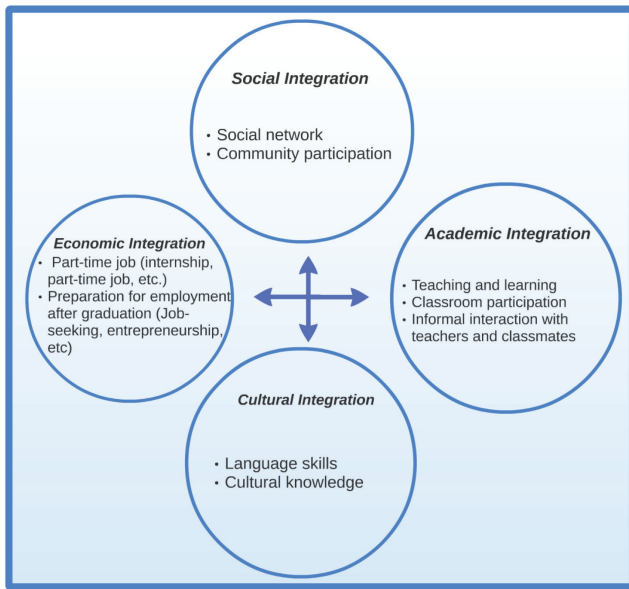 Social Integration
• Social network
• Community participation
Economic Integration
• Part-time job (internship,
part-time job, etc.)
• Preparation for employment
after graduation (Job-
seeking, entrepreneurship,
etc)
Academic Integration
• Teaching and learning
• Classroom participation
• Informal interaction with
teachers and classmates
Cultural Integration
• Language skills
• Cultural knowledge